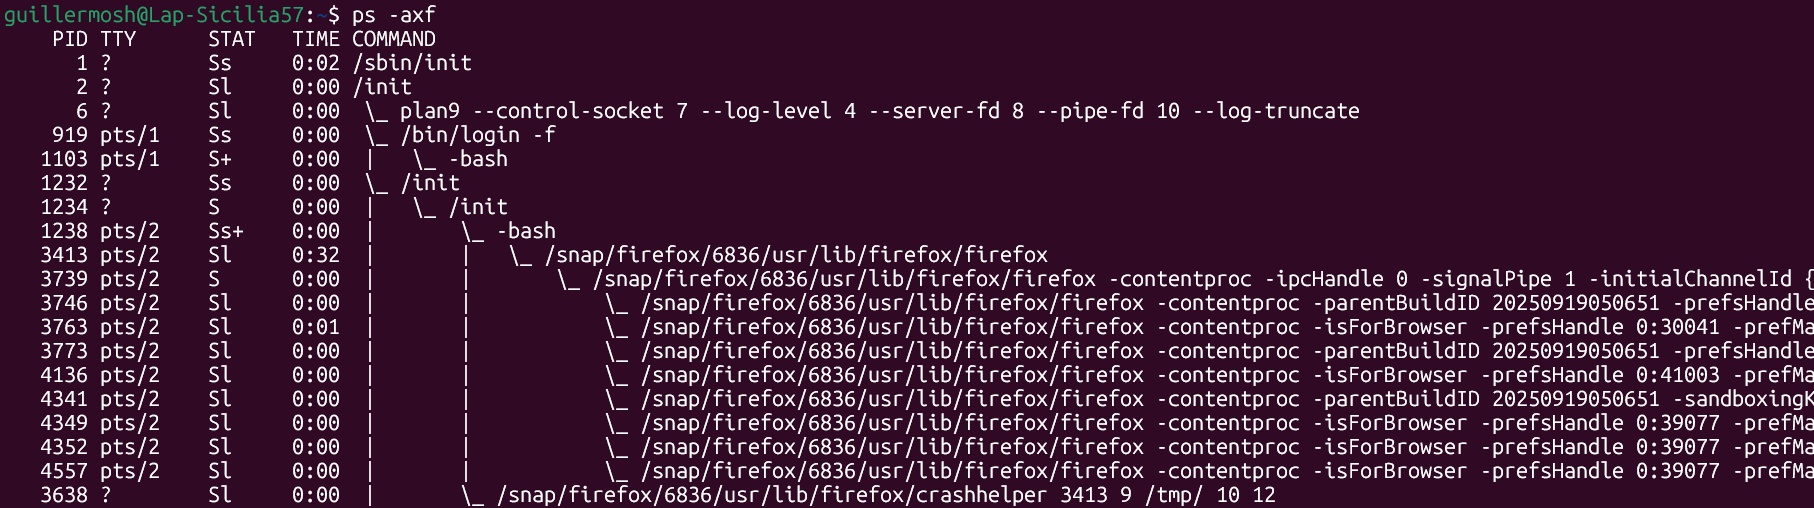 guillermosh@Lap-Sicilia57:~$ ps -axf
    PID TTY      STAT   TIME COMMAND
      1 ?        Ss     0:02 /sbin/init
      2 ?        Sl     0:00 /init
      6 ?        Sl     0:00  \_ plan9 --control-socket 7 --log-level 4 --server-fd 8 --pipe-fd 10 --log-truncate
    919 pts/1    Ss     0:00  \_ /bin/login -f
   1103 pts/1    S+     0:00  |   \_ -bash
   1232 ?        Ss     0:00  \_ /init
   1234 ?        S      0:00  |   \_ /init
   1238 pts/2    Ss+    0:00  |       \_ -bash
   3413 pts/2    Sl     0:32  |       |   \_ /snap/firefox/6836/usr/lib/firefox/firefox
   3739 pts/2    S      0:00  |       |       \_ /snap/firefox/6836/usr/lib/firefox/firefox -contentproc -ipcHandle 0 -signalPipe 1 -initialChannelId {
   3746 pts/2    Sl     0:00  |       |           \_ /snap/firefox/6836/usr/lib/firefox/firefox -contentproc -parentBuildID 20250919050651 -prefsHandle
   3763 pts/2    Sl     0:01  |       |           \_ /snap/firefox/6836/usr/lib/firefox/firefox -contentproc -isForBrowser -prefsHandle 0:30041 -prefMa
   3773 pts/2    Sl     0:00  |       |           \_ /snap/firefox/6836/usr/lib/firefox/firefox -contentproc -parentBuildID 20250919050651 -prefsHandle
   4136 pts/2    Sl     0:00  |       |           \_ /snap/firefox/6836/usr/lib/firefox/firefox -contentproc -isForBrowser -prefsHandle 0:41003 -prefMa
   4341 pts/2    Sl     0:00  |       |           \_ /snap/firefox/6836/usr/lib/firefox/firefox -contentproc -parentBuildID 20250919050651 -sandboxingK
   4349 pts/2    Sl     0:00  |       |           \_ /snap/firefox/6836/usr/lib/firefox/firefox -contentproc -isForBrowser -prefsHandle 0:39077 -prefMa
   4352 pts/2    Sl     0:00  |       |           \_ /snap/firefox/6836/usr/lib/firefox/firefox -contentproc -isForBrowser -prefsHandle 0:39077 -prefMa
   4557 pts/2    Sl     0:00  |       |           \_ /snap/firefox/6836/usr/lib/firefox/firefox -contentproc -isForBrowser -prefsHandle 0:39077 -prefMa
   3638 ?        Sl     0:00  |       \_ /snap/firefox/6836/usr/lib/firefox/crashhelper 3413 9 /tmp/ 10 12